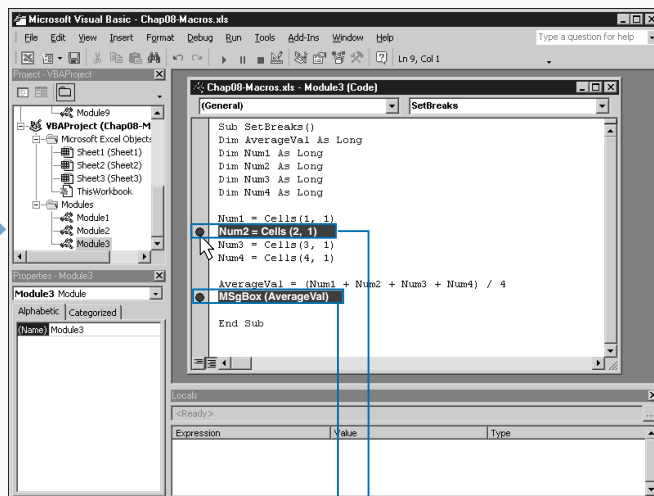 Microsoft Visual Basic - Chap08-Macros.xls
File Edit View Insert Format Debug Run Tools Add-Ins Window Help
Type a question for help
Ln 9, Col 1
Project - VBAProject
Module9
VBAProject (Chap08-M
Microsoft Excel Objects
Sheet1 (Sheet1)
Sheet2 (Sheet2)
Sheet3 (Sheet3)
ThisWorkbook
Modules
Module1
Module2
Module3
Properties - Module3
Module3 Module
Alphabetic Categorized
(Name) Module3
Chap08-Macros.xls - Module3 (Code)
(General) SetBreaks
Sub SetBreaks()
Dim AverageVal As Long
Dim Num1 As Long
Dim Num2 As Long
Dim Num3 As Long
Dim Num4 As Long
Num1 = Cells(1, 1)
Num2 = Cells (2, 1)
Num3 = Cells(3, 1)
Num4 = Cells(4, 1)
AverageVal = (Num1 + Num2 + Num3 + Num4) / 4
MSgBox (AverageVal)
End Sub
Locals
<Ready>
Expression Value Type